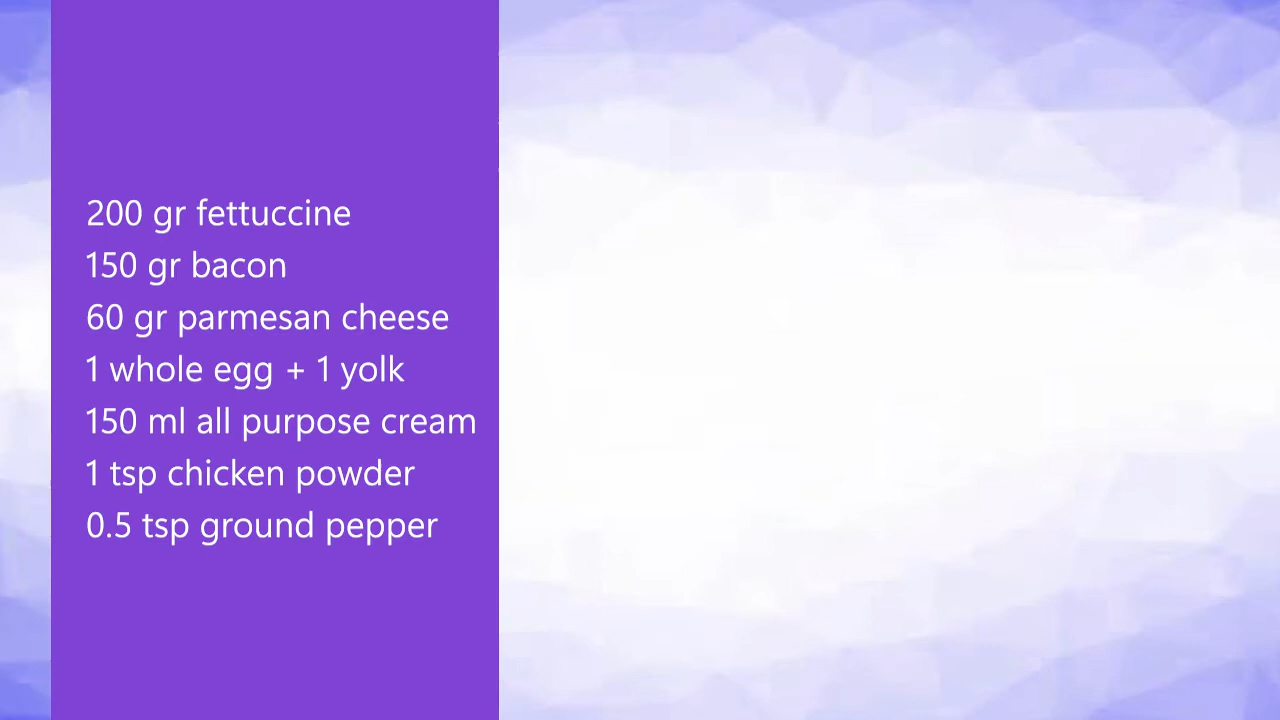 200 gr fettuccine
150 gr bacon
60 gr parmesan cheese
1 whole egg + 1 yolk
150 ml all purpose cream
1 tsp chicken powder
0.5 tsp ground pepper